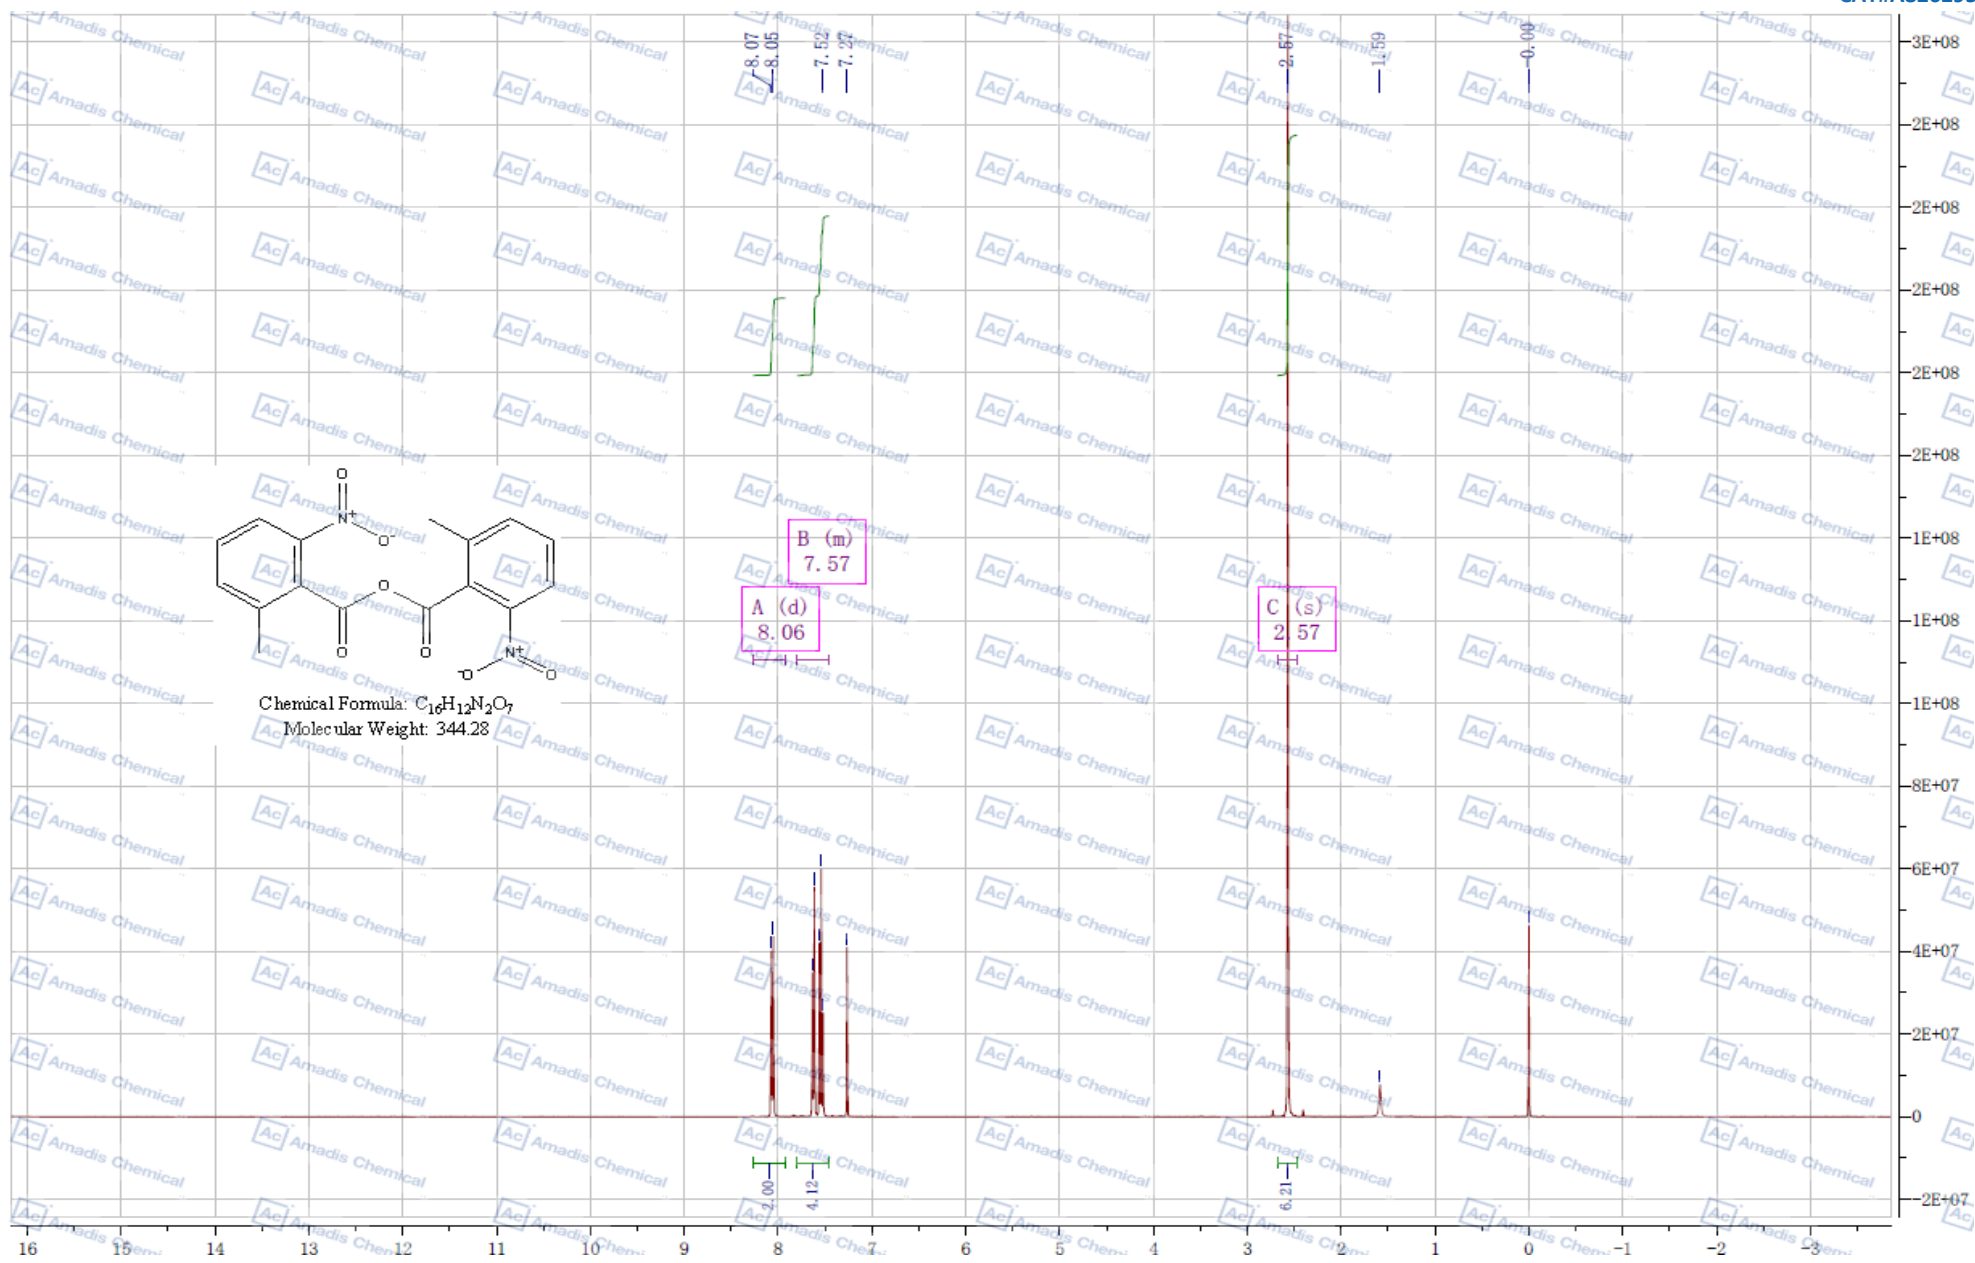 8.07
8.05
7.52
7.27
2.57
1.59
-0.00
3E+08
2E+08
2E+08
2E+08
2E+08
2E+08
1E+08
1E+08
1E+08
8E+07
6E+07
4E+07
2E+07
0
-2E+07
B (m)
7.57
A (d)
8.06
C (s)
2.57
O
N+
O-
O
O
O
N+
-O
O
Chemical Formula: C16H12N2O7
Molecular Weight: 344.28
2.00
4.12
6.21
16 15 14 13 12 11 10 9 8 7 6 5 4 3 2 1 0 -1 -2 -3
Ac Amadis Chemical